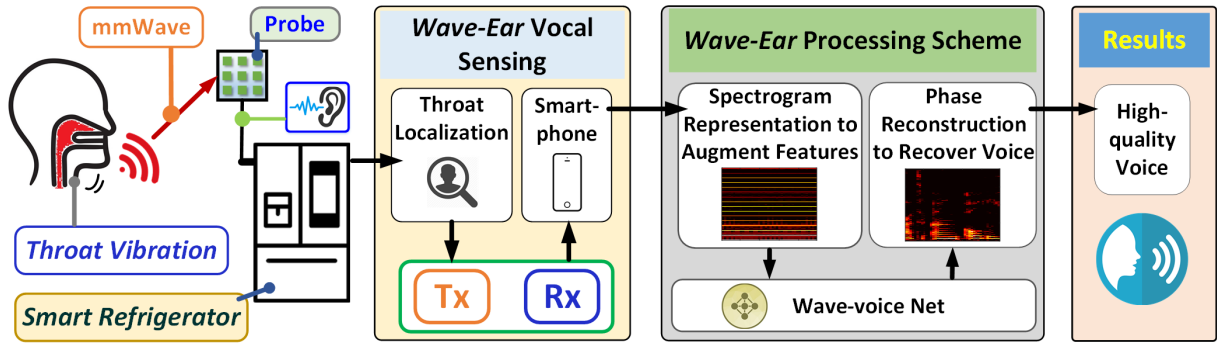 mmWave
Probe
Throat Vibration
Smart Refrigerator
Wave-Ear Vocal
Sensing
Throat
Localization
Smart-
phone
Tx
Rx
Wave-Ear Processing Scheme
Spectrogram
Representation to
Augment Features
Phase
Reconstruction
to Recover Voice
Wave-voice Net
Results
High-
quality
Voice